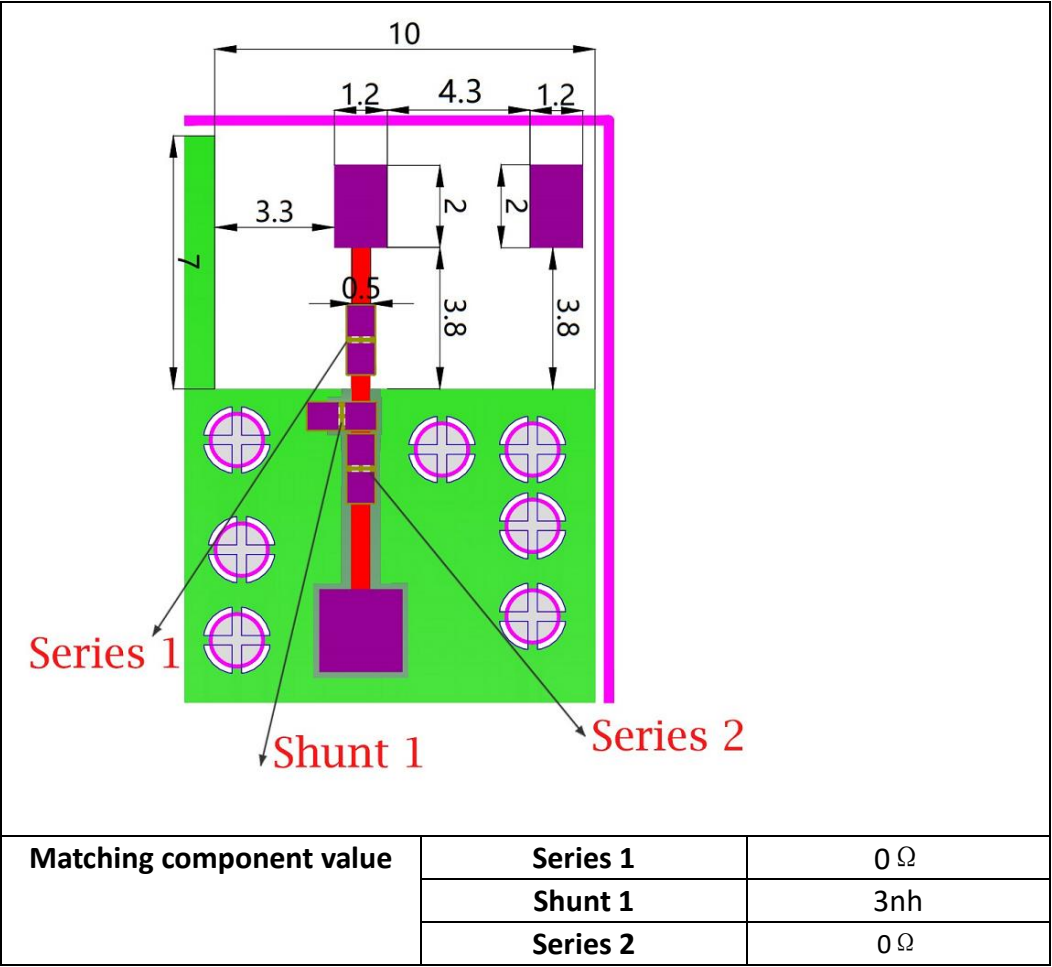 10
1.2 4.3 1.2
2 2
3.3
7
0.5
3.8 3.8
Series 1
Series 2
Shunt 1
Matching component value Series 1 0Ω
Shunt 1 3nh
Series 2 0Ω